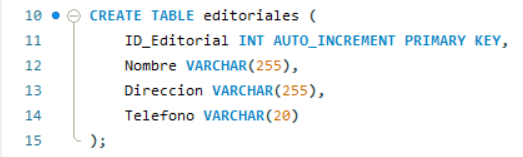 10 CREATE TABLE editoriales (
11 ID_Editorial INT AUTO_INCREMENT PRIMARY KEY,
12 Nombre VARCHAR(255),
13 Direccion VARCHAR(255),
14 Telefono VARCHAR(20)
15 );